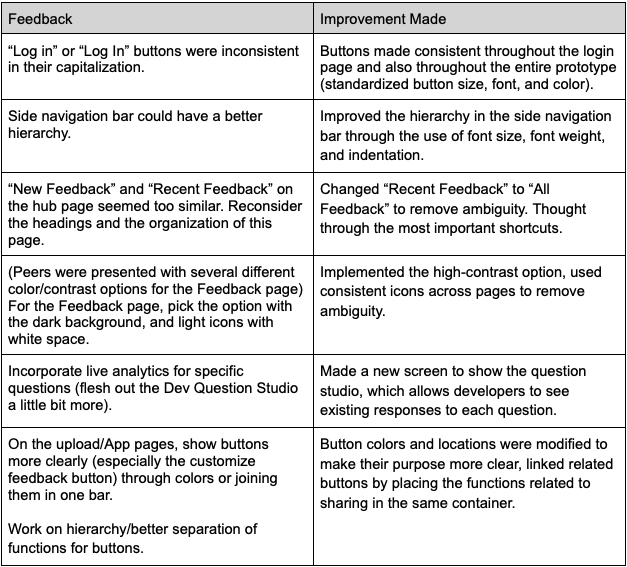 Feedback
Improvement Made
“Log in” or “Log In” buttons were inconsistent
in their capitalization.
Buttons made consistent throughout the login
page and also throughout the entire prototype
(standardized button size, font, and color).
Side navigation bar could have a better
hierarchy.
Improved the hierarchy in the side navigation
bar through the use of font size, font weight,
and indentation.
“New Feedback” and “Recent Feedback” on
the hub page seemed too similar. Reconsider
the headings and the organization of this
page.
Changed “Recent Feedback” to “All
Feedback” to remove ambiguity. Thought
through the most important shortcuts.
(Peers were presented with several different
color/contrast options for the Feedback page)
For the Feedback page, pick the option with
the dark background, and light icons with
white space.
Implemented the high-contrast option, used
consistent icons across pages to remove
ambiguity.
Incorporate live analytics for specific
questions (flesh out the Dev Question Studio
a little bit more).
Made a new screen to show the question
studio, which allows developers to see
existing responses to each question.
On the upload/App pages, show buttons
more clearly (especially the customize
feedback button) through colors or joining
them in one bar.
Work on hierarchy/better separation of
functions for buttons.
Button colors and locations were modified to
make their purpose more clear, linked related
buttons by placing the functions related to
sharing in the same container.